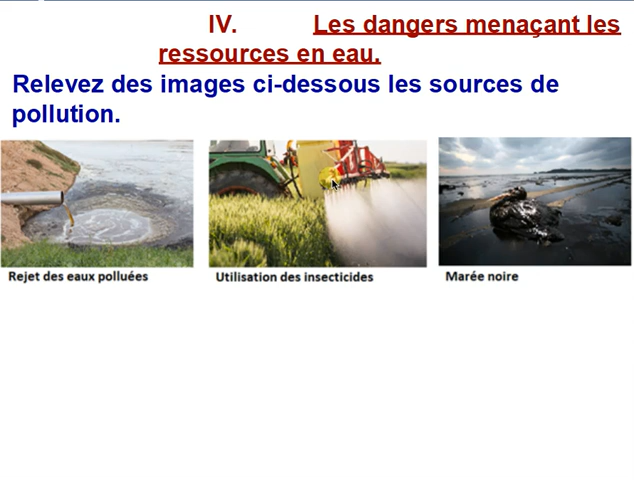 IV. Les dangers menaçant les
ressources en eau.
Relevez des images ci-dessous les sources de
pollution.
Rejet des eaux polluées
Utilisation des insecticides
Marée noire